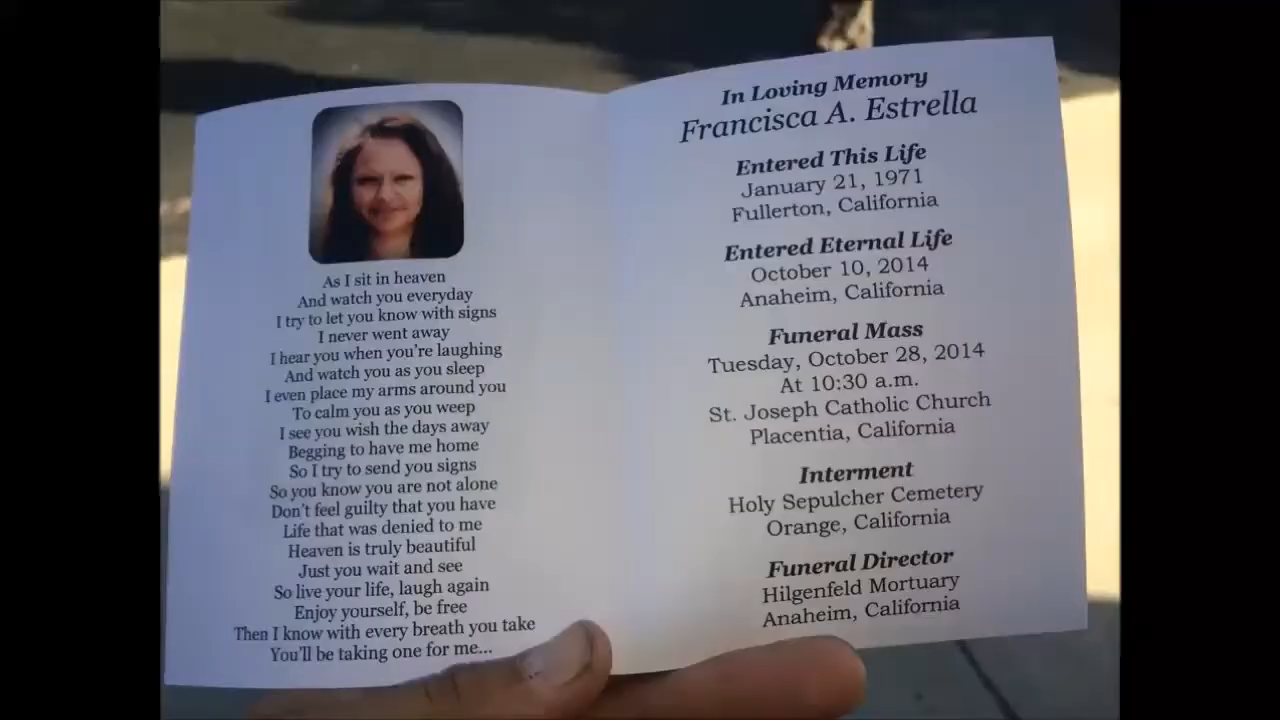 As I sit in heaven
And watch you everyday
I try to let you know with signs
I never went away
I hear you when you're laughing
And watch you as you sleep
I even place my arms around you
To calm you as you weep
I see you wish the days away
Begging to have me home
So I try to send you signs
So you know you are not alone
Don't feel guilty that you have
Life that was denied to me
Heaven is truly beautiful
Just you wait and see
So live your life, laugh again
Enjoy yourself, be free
Then I know with every breath you take
You'll be taking one for me...
In Loving Memory
Francisca A. Estrella
Entered This Life
January 21, 1971
Fullerton, California
Entered Eternal Life
October 10, 2014
Anaheim, California
Funeral Mass
Tuesday, October 28, 2014
At 10:30 a.m.
St. Joseph Catholic Church
Placentia, California
Interment
Holy Sepulcher Cemetery
Orange, California
Funeral Director
Hilgenfeld Mortuary
Anaheim, California